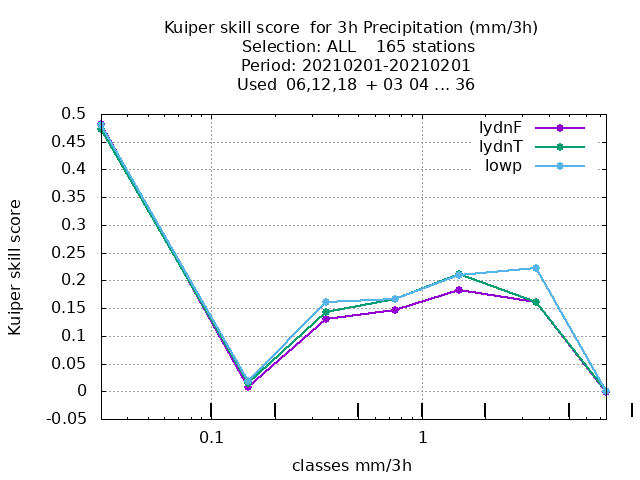 Kuiper skill score  for 3h Precipitation (mm/3h)
Selection: ALL    165 stations
Period: 20210201-20210201
Used  06,12,18  + 03 04 ... 36
lydnF
lydnT
lowp
0.5
0.45
0.4
0.35
0.3
0.25
0.2
0.15
0.1
0.05
0
-0.05
Kuiper skill score
0.1
1
classes mm/3h